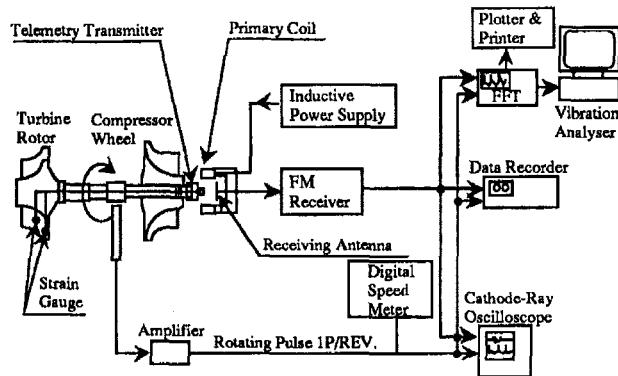 Telemetry Transmitter
Primary Coil
Plotter &
Printer
Inductive
Power Supply
FFT
Vibration
Analyser
Turbine
Rotor
Compressor
Wheel
FM
Receiver
Data Recorder
Receiving Antenna
Strain
Gauge
Digital
Speed
Meter
Cathode-Ray
Oscilloscope
Amplifier
Rotating Pulse 1P/REV.